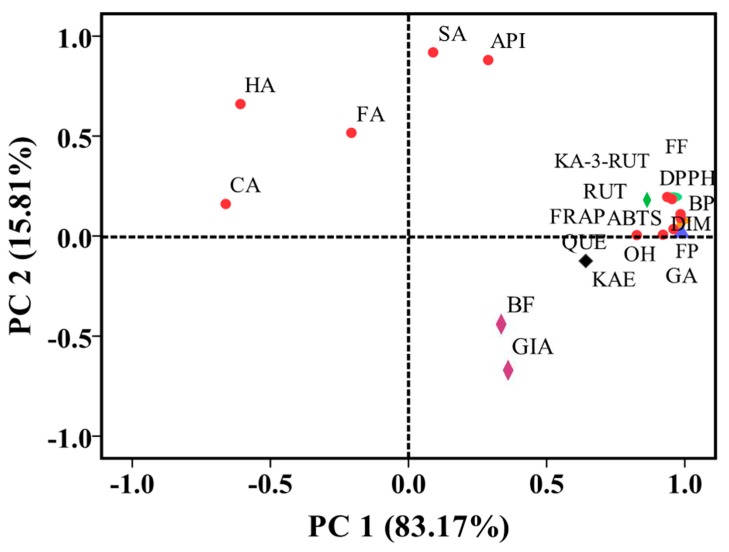 1.0
SA
API
HA
FA
0.5
FF
KA-3-RUT
CA
DPPH
RUT
BP
FRAP ABTS
DIM
0.0
QUE
OH
FP
KAE
GA
BF
GIA
-0.5
-1.0
-1.0 -0.5 0.0 0.5 1.0
PC 1 (83.17%)
PC 2 (15.81%)